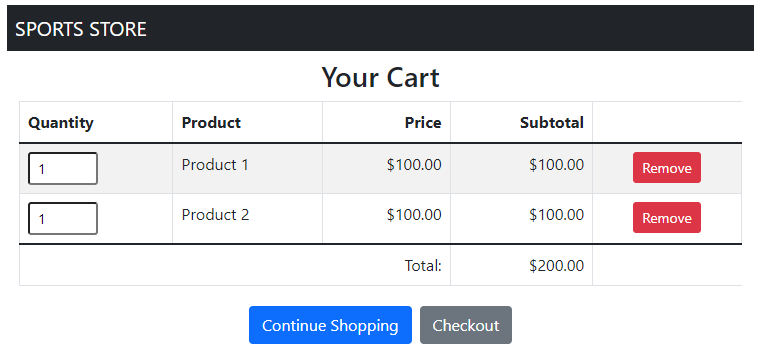 SPORTS STORE
Your Cart
Quantity Product Price Subtotal
1 Product 1 $100.00 $100.00 Remove
1 Product 2 $100.00 $100.00 Remove
Total: $200.00
Continue Shopping Checkout